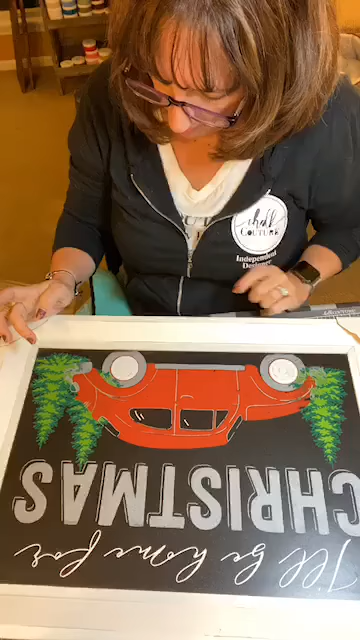 chalk
COUTURE
Independent
Designer
I'll be home for
CHRISTMAS